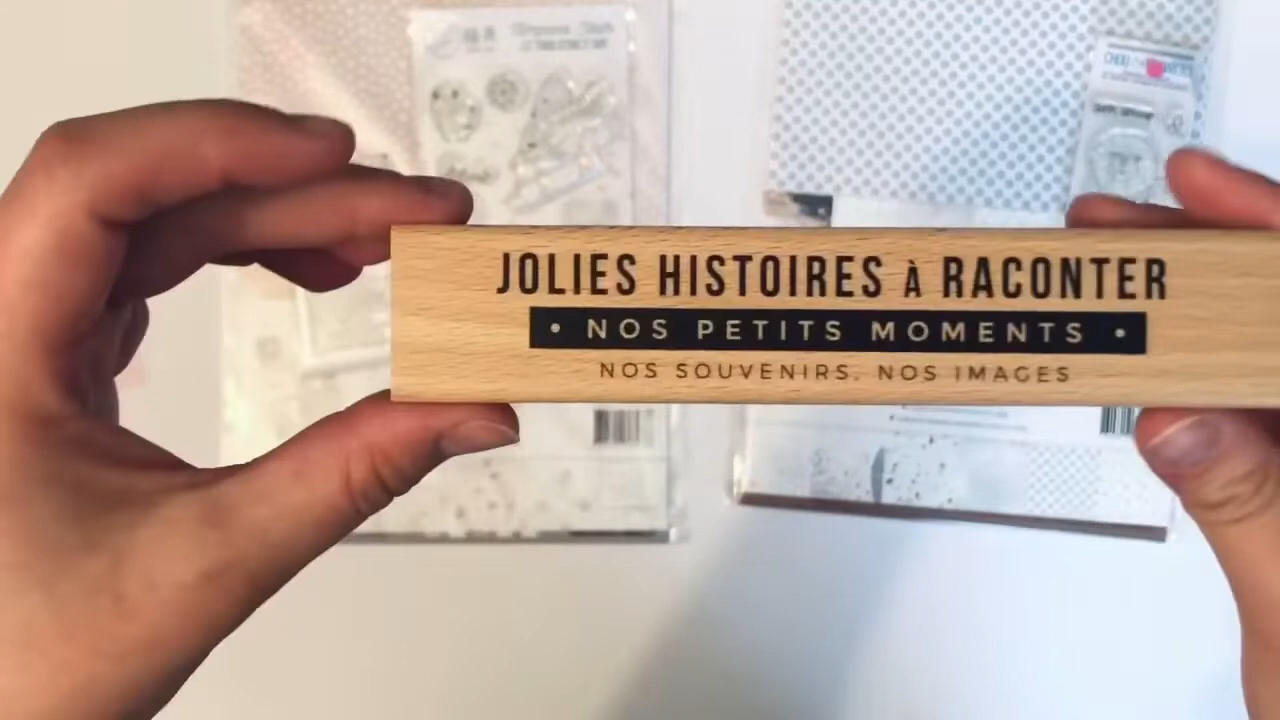 JOLIES HISTOIRES À RACONTER
• NOS PETITS MOMENTS •
NOS SOUVENIRS, NOS IMAGES